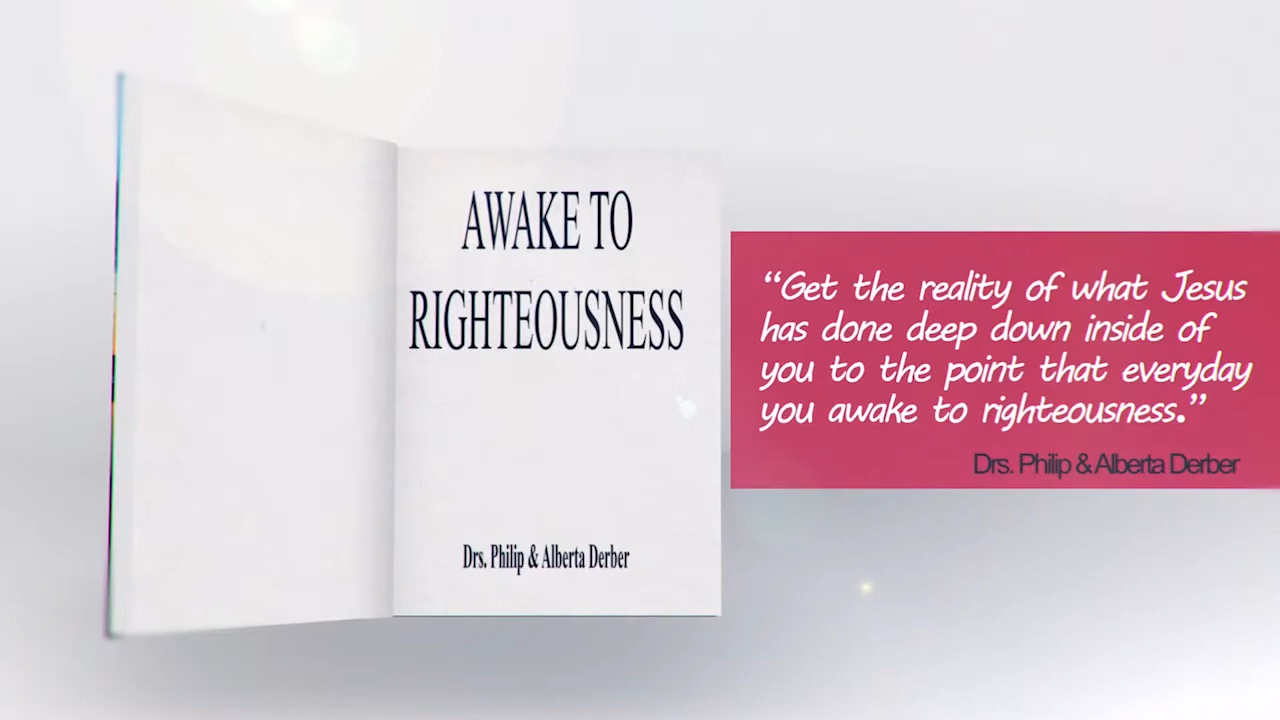 AWAKE TO
RIGHTEOUSNESS
Drs. Philip & Alberta Derber
“Get the reality of what Jesus
has done deep down inside of
you to the point that everyday
you awake to righteousness.”
Drs. Philip & Alberta Derber